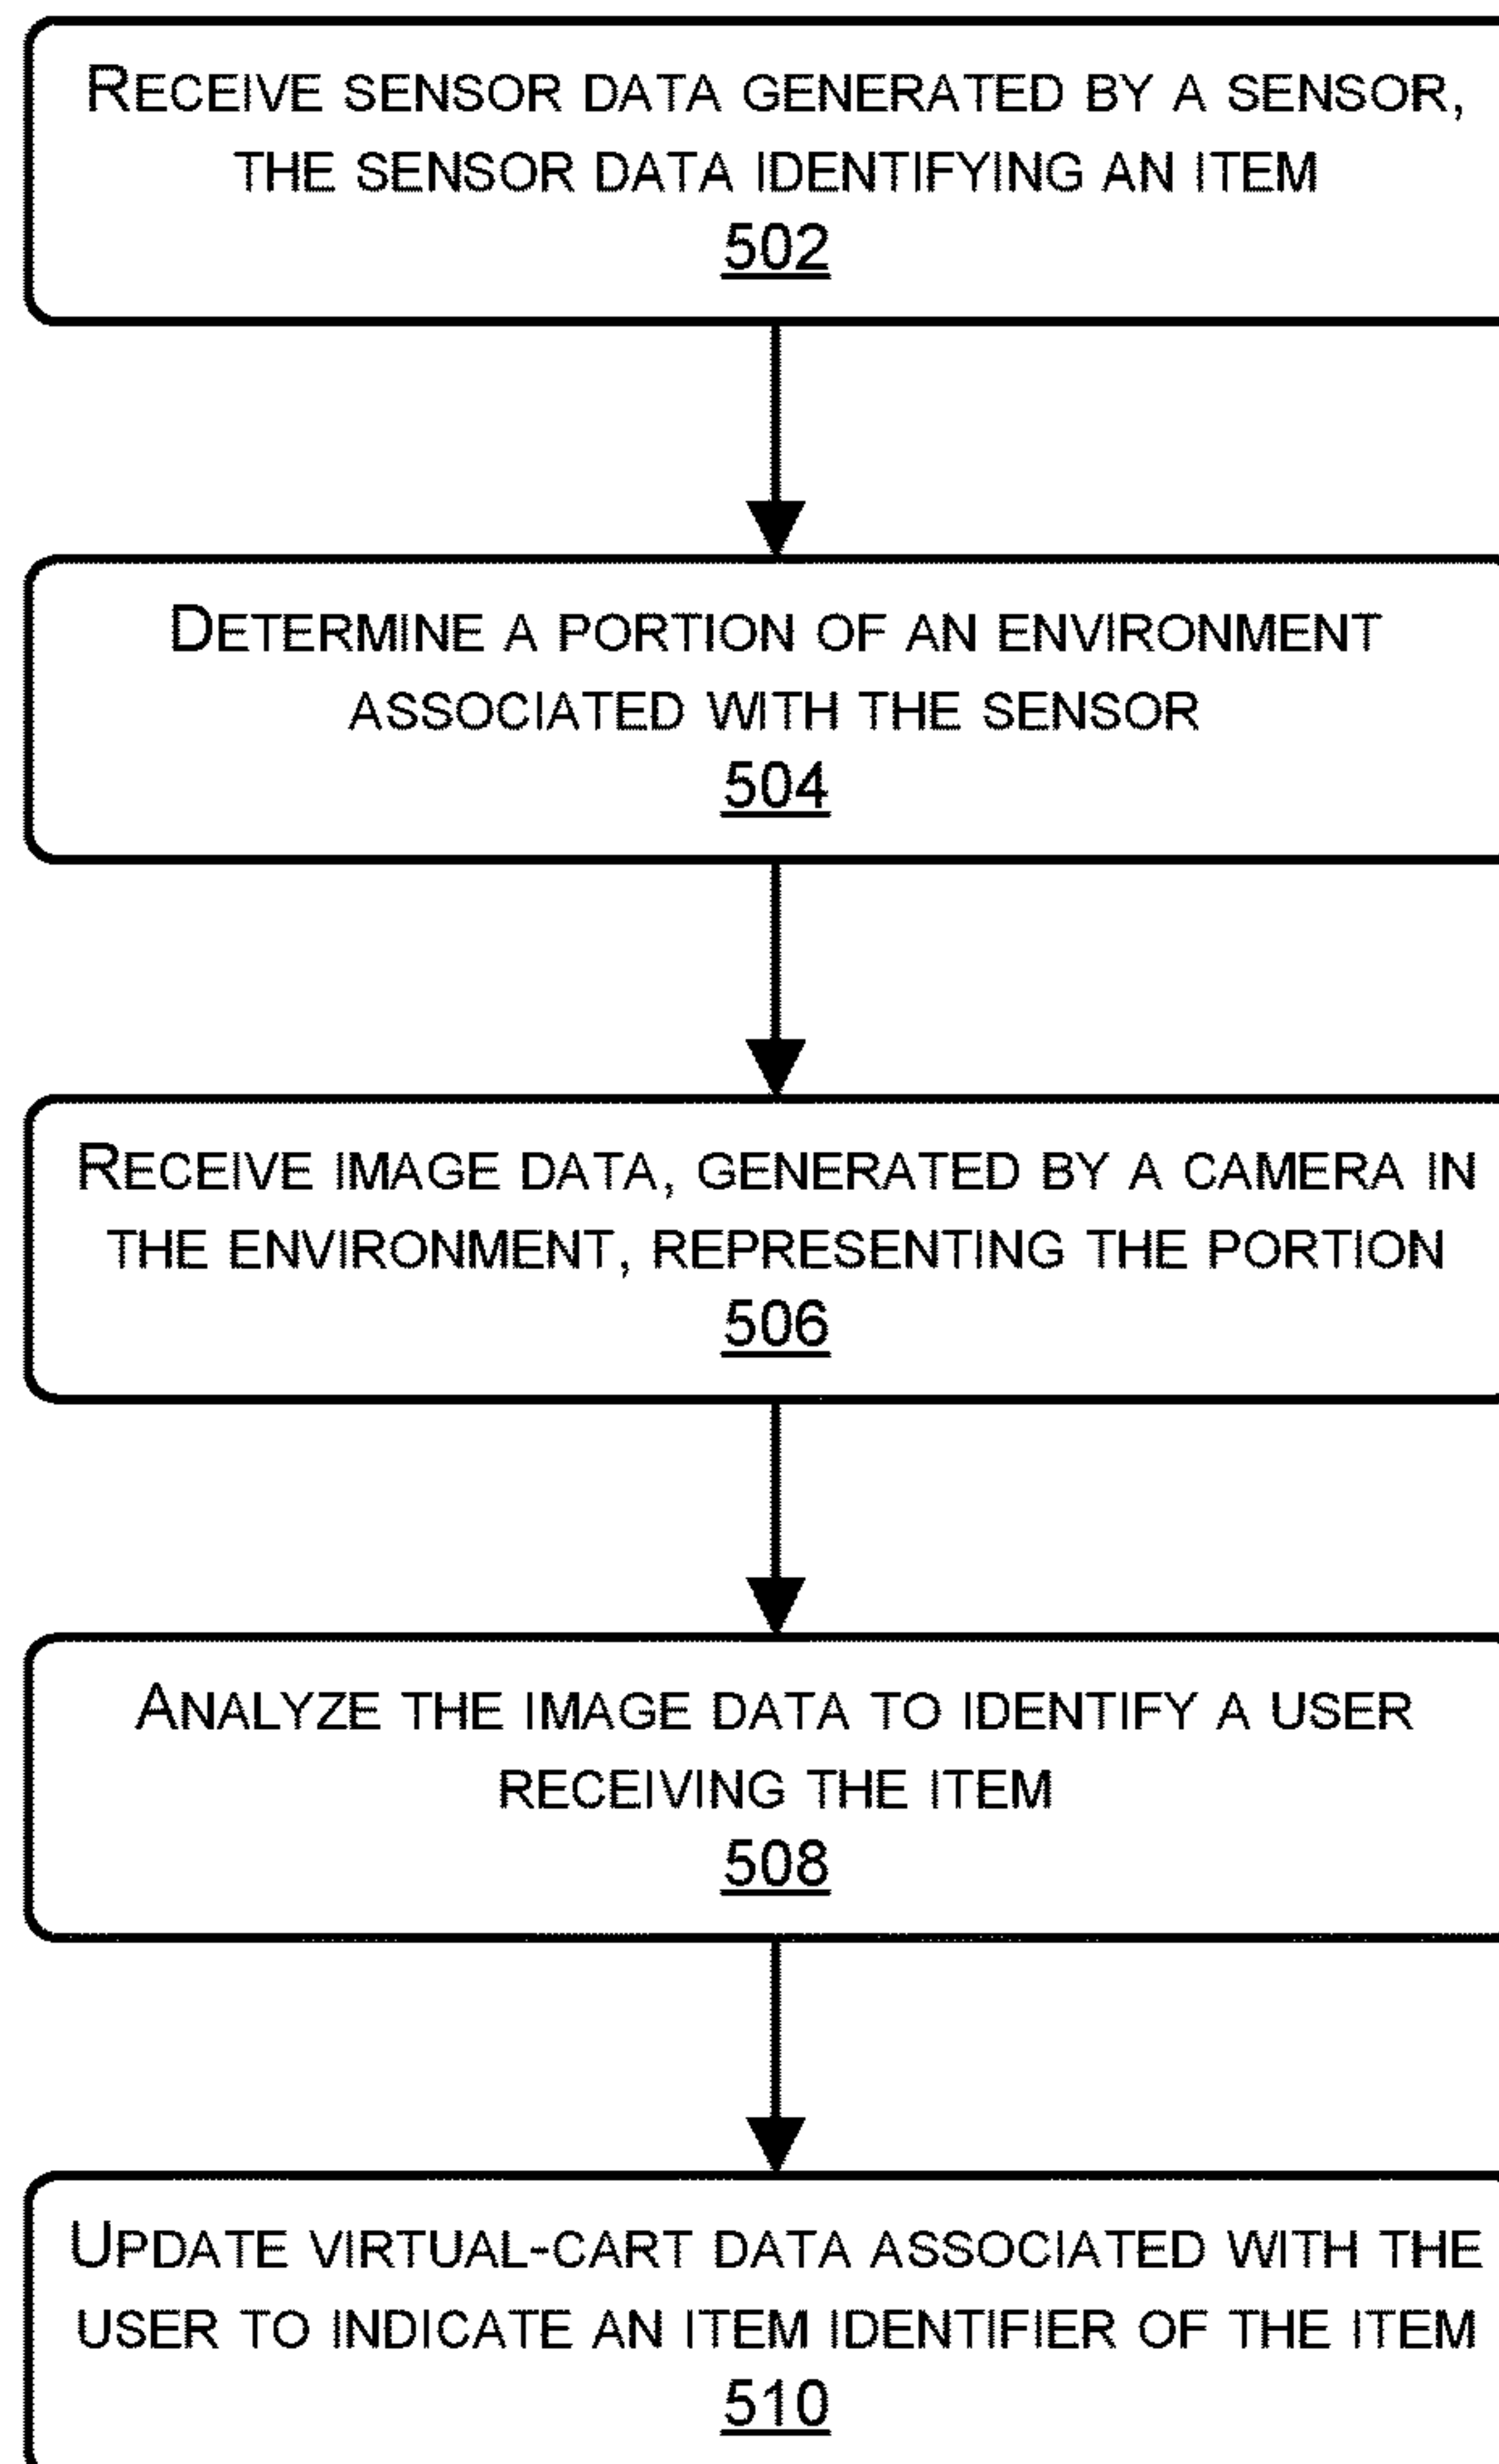 RECEIVE SENSOR DATA GENERATED BY A SENSOR,
THE SENSOR DATA IDENTIFYING AN ITEM
502
DETERMINE A PORTION OF AN ENVIRONMENT
ASSOCIATED WITH THE SENSOR
504
RECEIVE IMAGE DATA, GENERATED BY A CAMERA IN
THE ENVIRONMENT, REPRESENTING THE PORTION
506
ANALYZE THE IMAGE DATA TO IDENTIFY A USER
RECEIVING THE ITEM
508
UPDATE VIRTUAL-CART DATA ASSOCIATED WITH THE
USER TO INDICATE AN ITEM IDENTIFIER OF THE ITEM
510